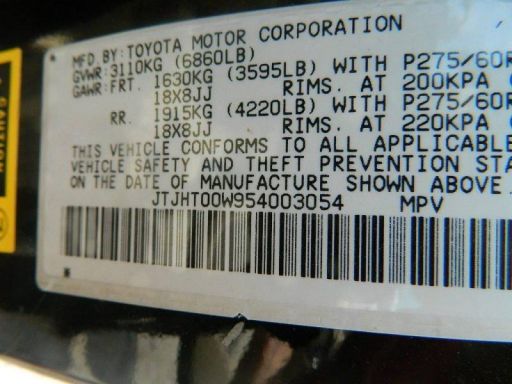 MFD.BY:TOYOTA MOTOR CORPORATION
GVWR:3110KG (6860LB)
GAWR:FRT. 1630KG (3595LB) WITH P275/60R
18X8JJ RIMS. AT 200KPA
RR. 1915KG (4220LB) WITH P275/60R
18X8JJ RIMS. AT 220KPA
THIS VEHICLE CONFORMS TO ALL APPLICABLE
VEHICLE SAFETY AND THEFT PREVENTION STA
ON THE DATE OF MANUFACTURE SHOWN ABOVE.
JTJHT00W954003054 MPV